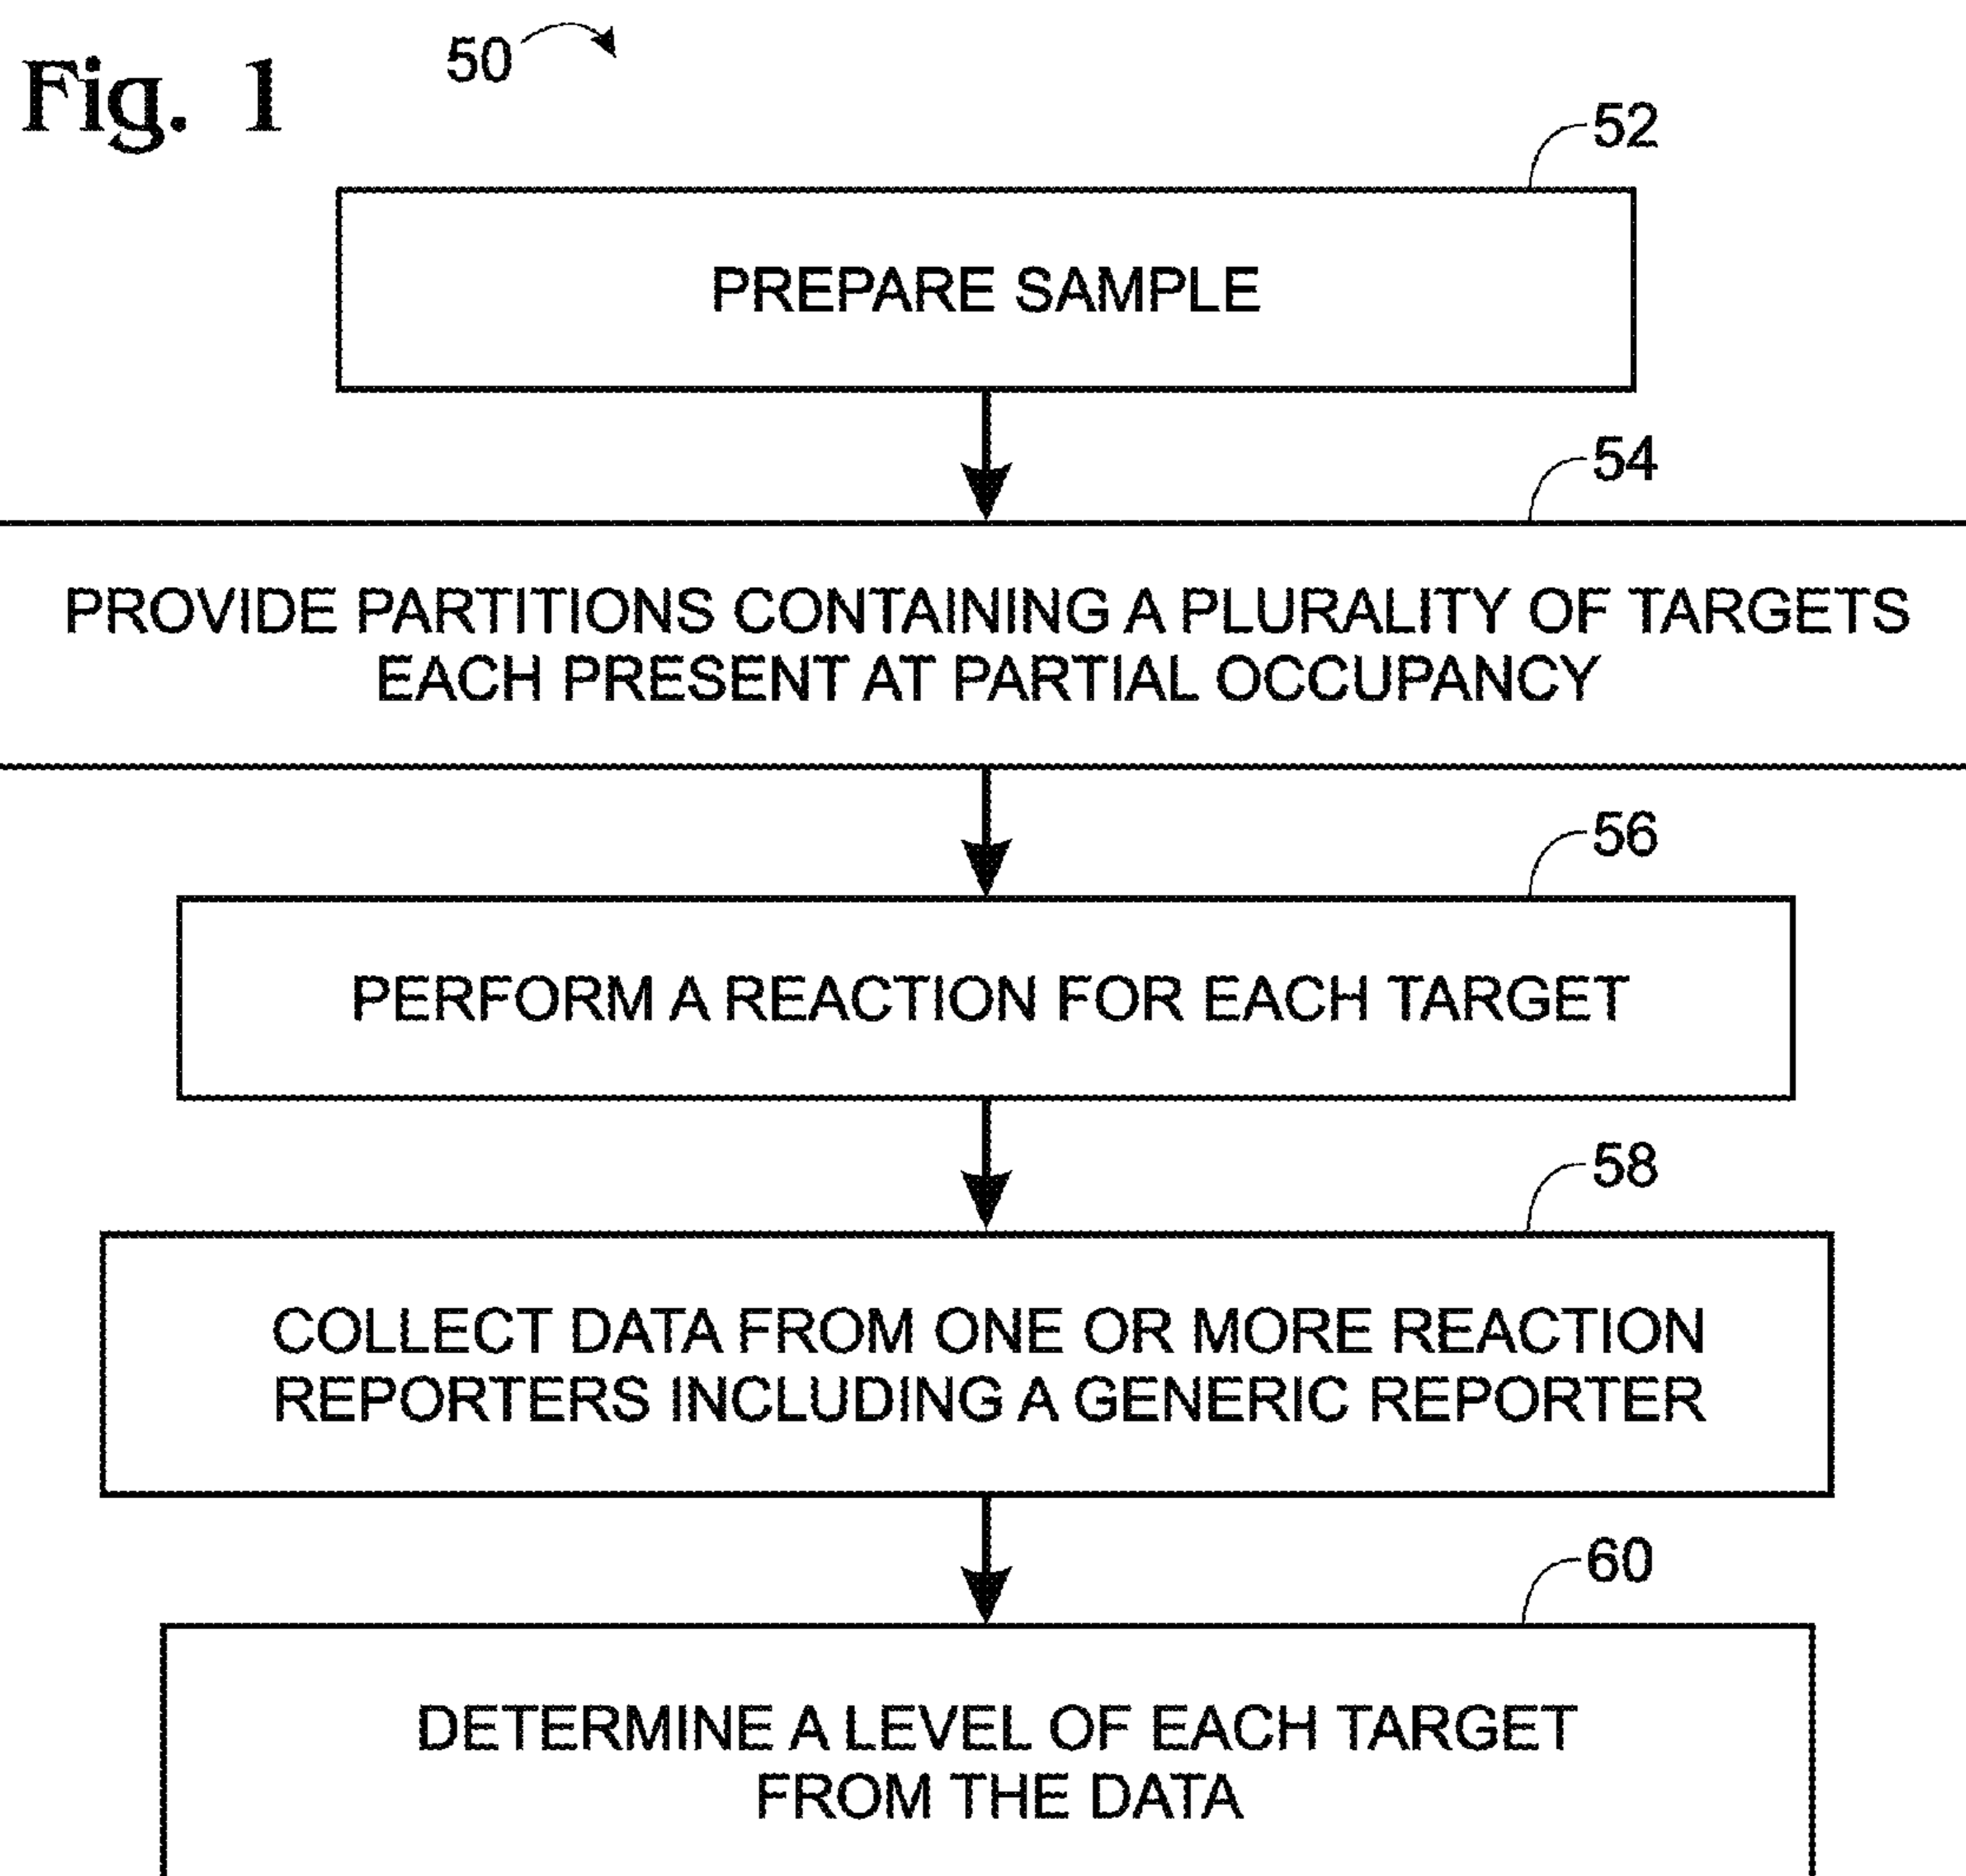 Fig. 1
50
52
PREPARE SAMPLE
54
PROVIDE PARTITIONS CONTAINING A PLURALITY OF TARGETS
EACH PRESENT AT PARTIAL OCCUPANCY
56
PERFORM A REACTION FOR EACH TARGET
58
COLLECT DATA FROM ONE OR MORE REACTION
REPORTERS INCLUDING A GENERIC REPORTER
60
DETERMINE A LEVEL OF EACH TARGET
FROM THE DATA